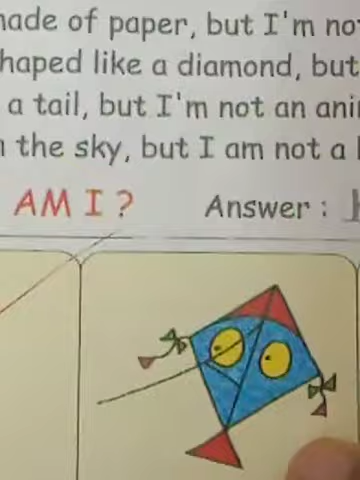 made of paper, but I'm no
haped like a diamond, but
a tail, but I'm not an ani
the sky, but I am not a
AM I ? Answer :